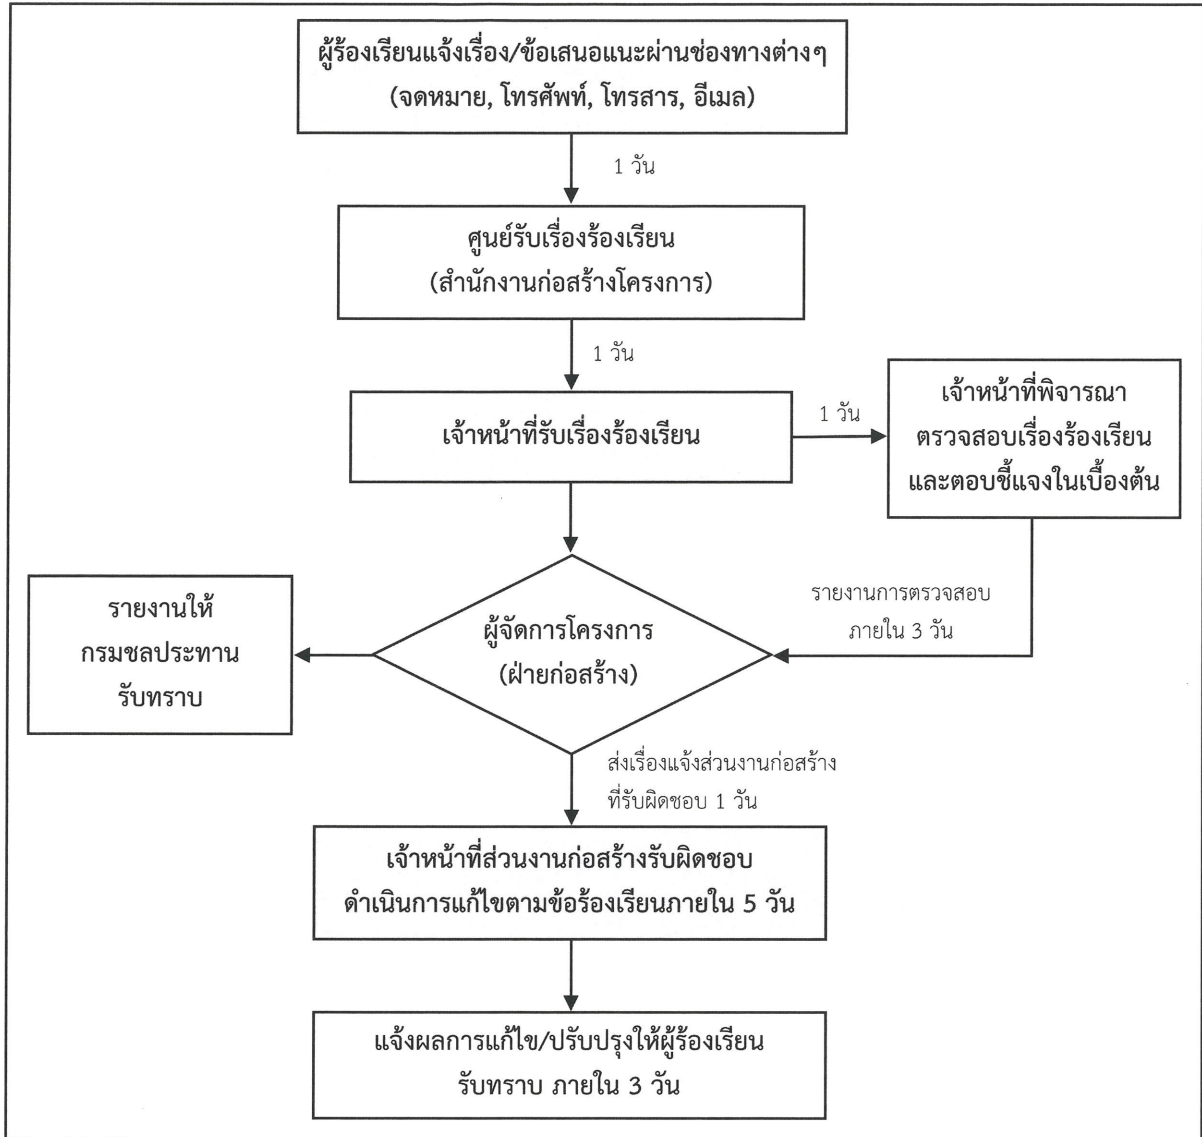 ผู้ร้องเรียนแจ้งเรื่อง/ข้อเสนอแนะผ่านช่องทางต่างๆ
(จดหมาย, โทรศัพท์, โทรสาร, อีเมล)
1 วัน
ศูนย์รับเรื่องร้องเรียน
(สำนักงานก่อสร้างโครงการ)
1 วัน
เจ้าหน้าที่รับเรื่องร้องเรียน
1 วัน
เจ้าหน้าที่พิจารณา
ตรวจสอบเรื่องร้องเรียน
และตอบชี้แจงในเบื้องต้น
รายงานการตรวจสอบ
ภายใน 3 วัน
ผู้จัดการโครงการ
(ฝ่ายก่อสร้าง)
รายงานให้
กรมชลประทาน
รับทราบ
ส่งเรื่องแจ้งส่วนงานก่อสร้าง
ที่รับผิดชอบ 1 วัน
เจ้าหน้าที่ส่วนงานก่อสร้างรับผิดชอบ
ดำเนินการแก้ไขตามข้อร้องเรียนภายใน 5 วัน
แจ้งผลการแก้ไข/ปรับปรุงให้ผู้ร้องเรียน
รับทราบ ภายใน 3 วัน